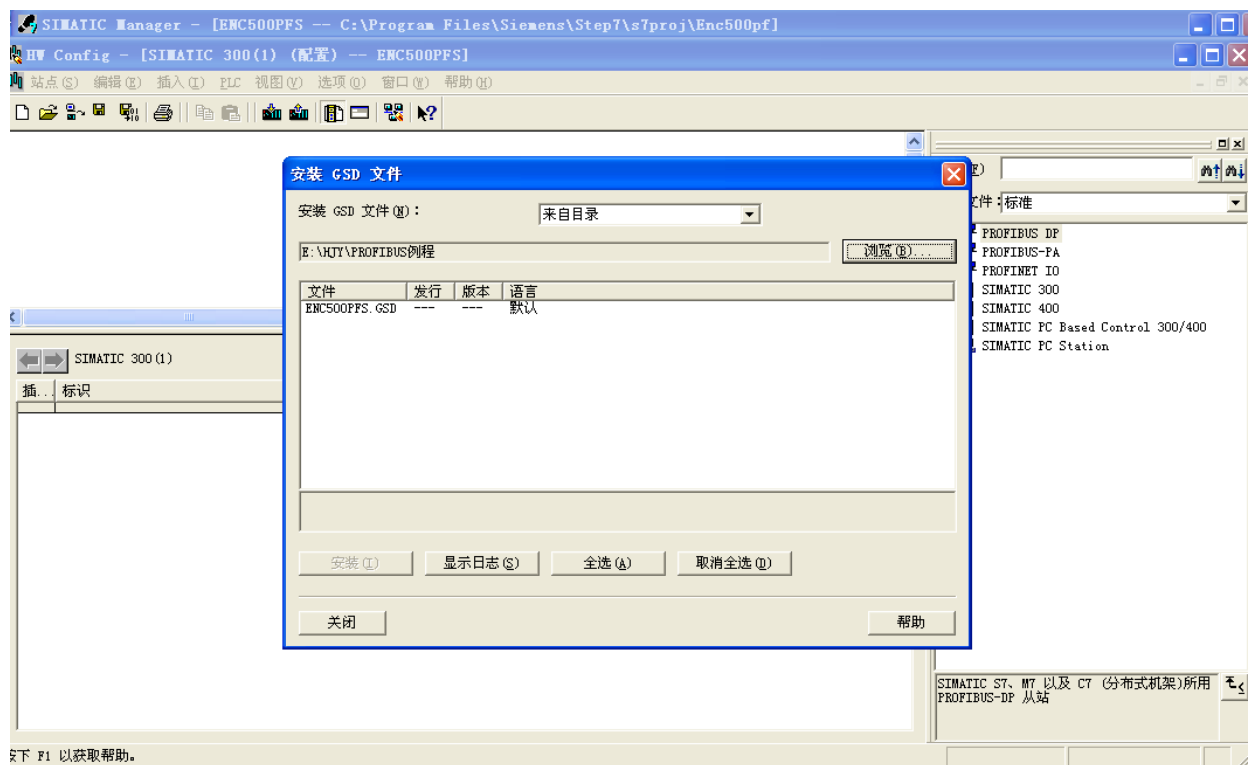 SIMATIC Manager - [ENC500PFS -- C:\Program Files\Siemens\Step7\s7proj\Enc500pf]
HW Config - [SIMATIC 300(1) (配置) -- ENC500PFS]
站点(S) 编辑(E) 插入(I) PLC 视图(V) 选项(O) 窗口(W) 帮助(H)
安装 GSD 文件
安装 GSD 文件(N)：
来自目录
E:\HJY\PROFIBUS例程
浏览(B)...
文件 发行 版本 语言
ENC500PFS.GSD --- --- 默认
安装(I) 显示日志(S) 全选(A) 取消全选(D)
关闭 帮助
SIMATIC 300(1)
插... 标识
件：标准
PROFIBUS DP
PROFIBUS-PA
PROFINET IO
SIMATIC 300
SIMATIC 400
SIMATIC PC Based Control 300/400
SIMATIC PC Station
SIMATIC S7、M7 以及 C7 (分布式机架)所用
PROFIBUS-DP 从站
按下 F1 以获取帮助。